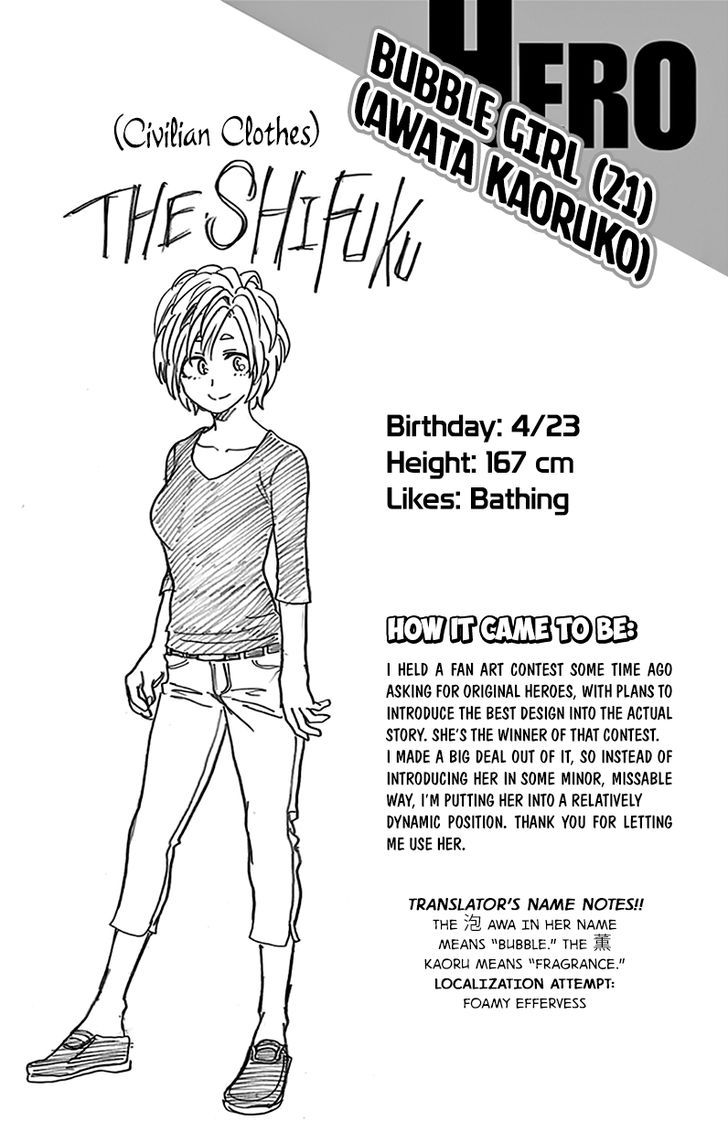 HERO
BUBBLE GIRL (21)
(AWATA KAORUKO)
(Civilian Clothes)
THE SHIFUKU
Birthday: 4/23
Height: 167 cm
Likes: Bathing
HOW IT CAME TO BE:
I HELD A FAN ART CONTEST SOME TIME AGO
ASKING FOR ORIGINAL HEROES, WITH PLANS TO
INTRODUCE THE BEST DESIGN INTO THE ACTUAL
STORY. SHE'S THE WINNER OF THAT CONTEST.
I MADE A BIG DEAL OUT OF IT, SO INSTEAD OF
INTRODUCING HER IN SOME MINOR, MISSABLE
WAY, I'M PUTTING HER INTO A RELATIVELY
DYNAMIC POSITION. THANK YOU FOR LETTING
ME USE HER.
TRANSLATOR'S NAME NOTES!!
THE 泡 AWA IN HER NAME
MEANS "BUBBLE." THE 薫
KAORU MEANS "FRAGRANCE."
LOCALIZATION ATTEMPT:
FOAMY EFFERVESS